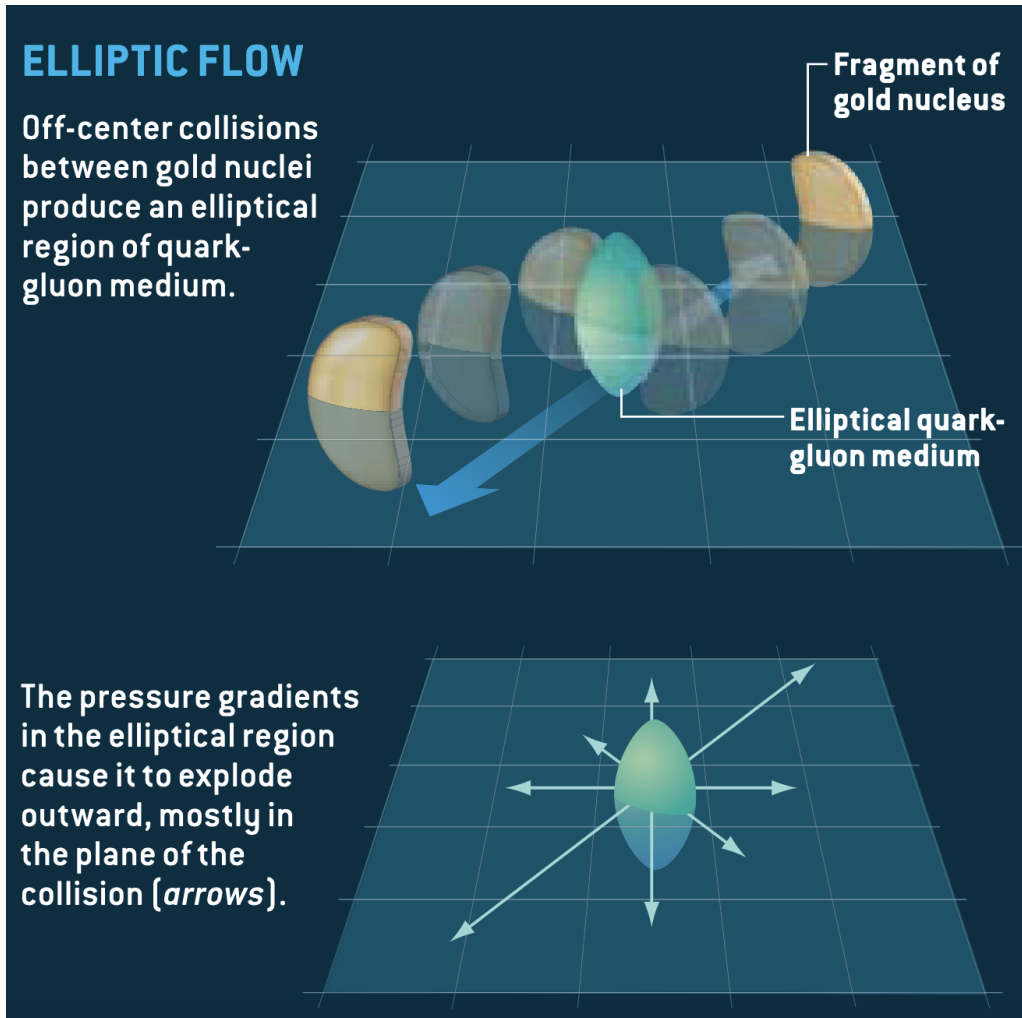 ELLIPTIC FLOW
Off-center collisions
between gold nuclei
produce an elliptical
region of quark-
gluon medium.
Fragment of
gold nucleus
Elliptical quark-
gluon medium
The pressure gradients
in the elliptical region
cause it to explode
outward, mostly in
the plane of the
collision (arrows).